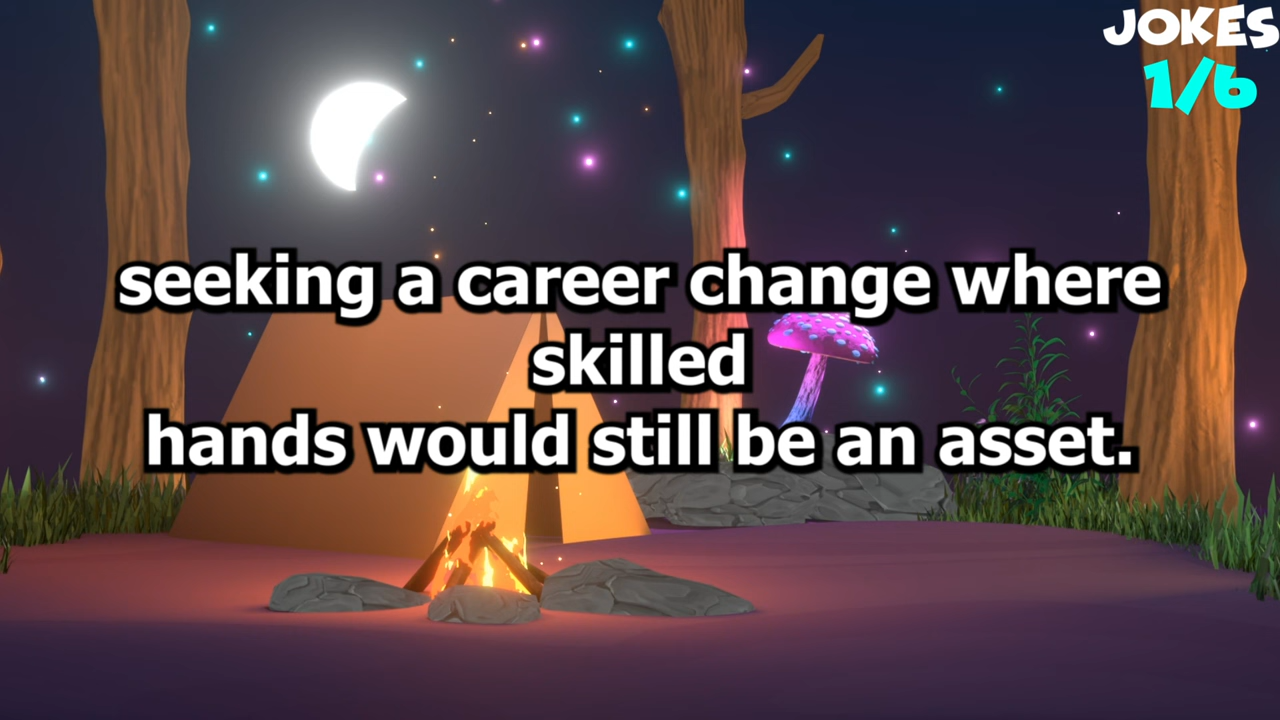 JOKES
1/6
seeking a career change where
skilled
hands would still be an asset.